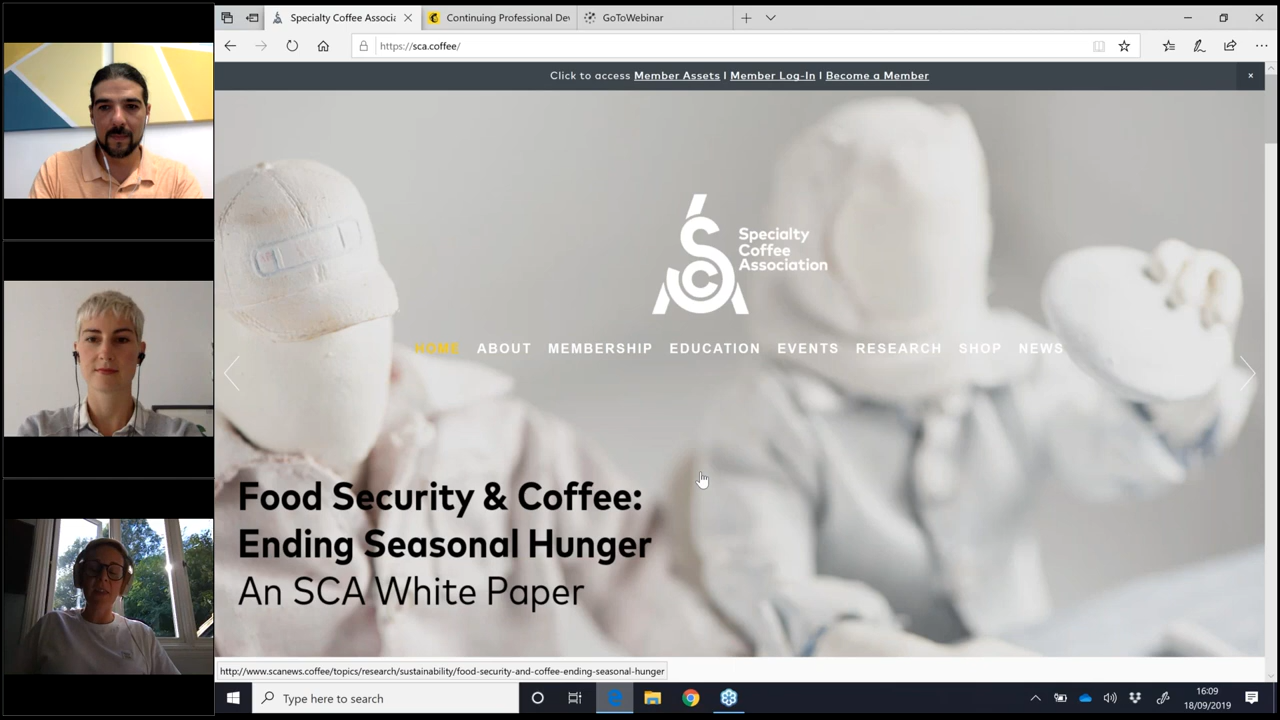 Specialty Coffee Associa
Continuing Professional Dev
GoToWebinar
https://sca.coffee/
Click to access Member Assets I Member Log-In I Become a Member
Specialty
Coffee
Association
HOME ABOUT MEMBERSHIP EDUCATION EVENTS RESEARCH SHOP NEWS
Food Security & Coffee:
Ending Seasonal Hunger
An SCA White Paper
http://www.scanews.coffee/topics/research/sustainability/food-security-and-coffee-ending-seasonal-hunger
Type here to search
16:09
18/09/2019